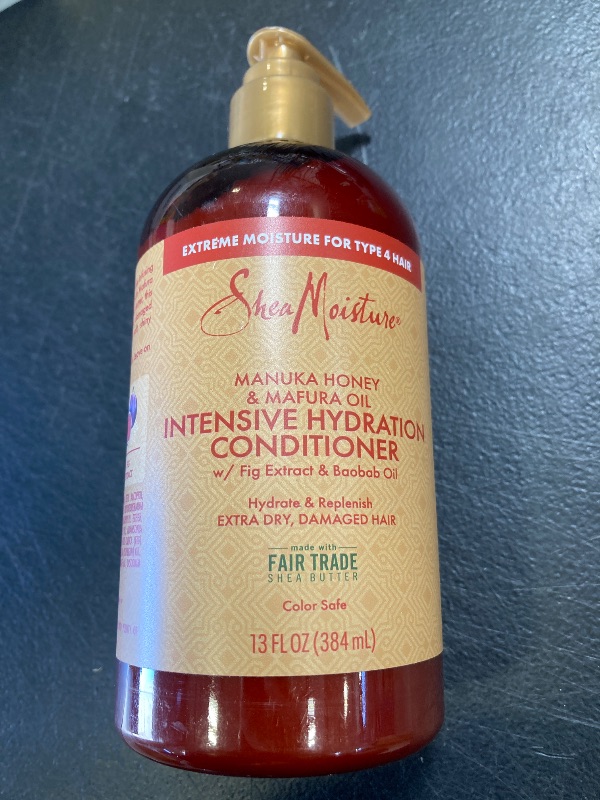 EXTREME MOISTURE FOR TYPE 4 HAIR
SheaMoisture®
MANUKA HONEY
& MAFURA OIL
INTENSIVE HYDRATION
CONDITIONER
w/ Fig Extract & Baobab Oil
Hydrate & Replenish
EXTRA DRY, DAMAGED HAIR
made with
FAIR TRADE
SHEA BUTTER
Color Safe
13 FL OZ (384 mL)